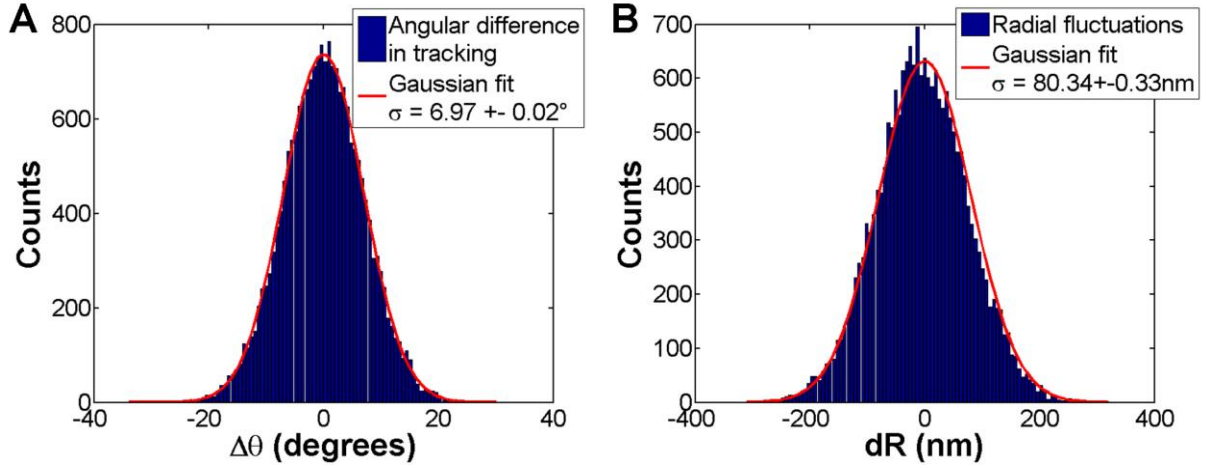 A
Counts
800
600
400
200
0
-40
-20
0
20
40
Δθ (degrees)
Angular difference
in tracking
Gaussian fit
σ = 6.97 +- 0.02°
B
Counts
700
600
500
400
300
200
100
0
-400
-200
0
200
400
dR (nm)
Radial fluctuations
Gaussian fit
σ = 80.34+-0.33nm